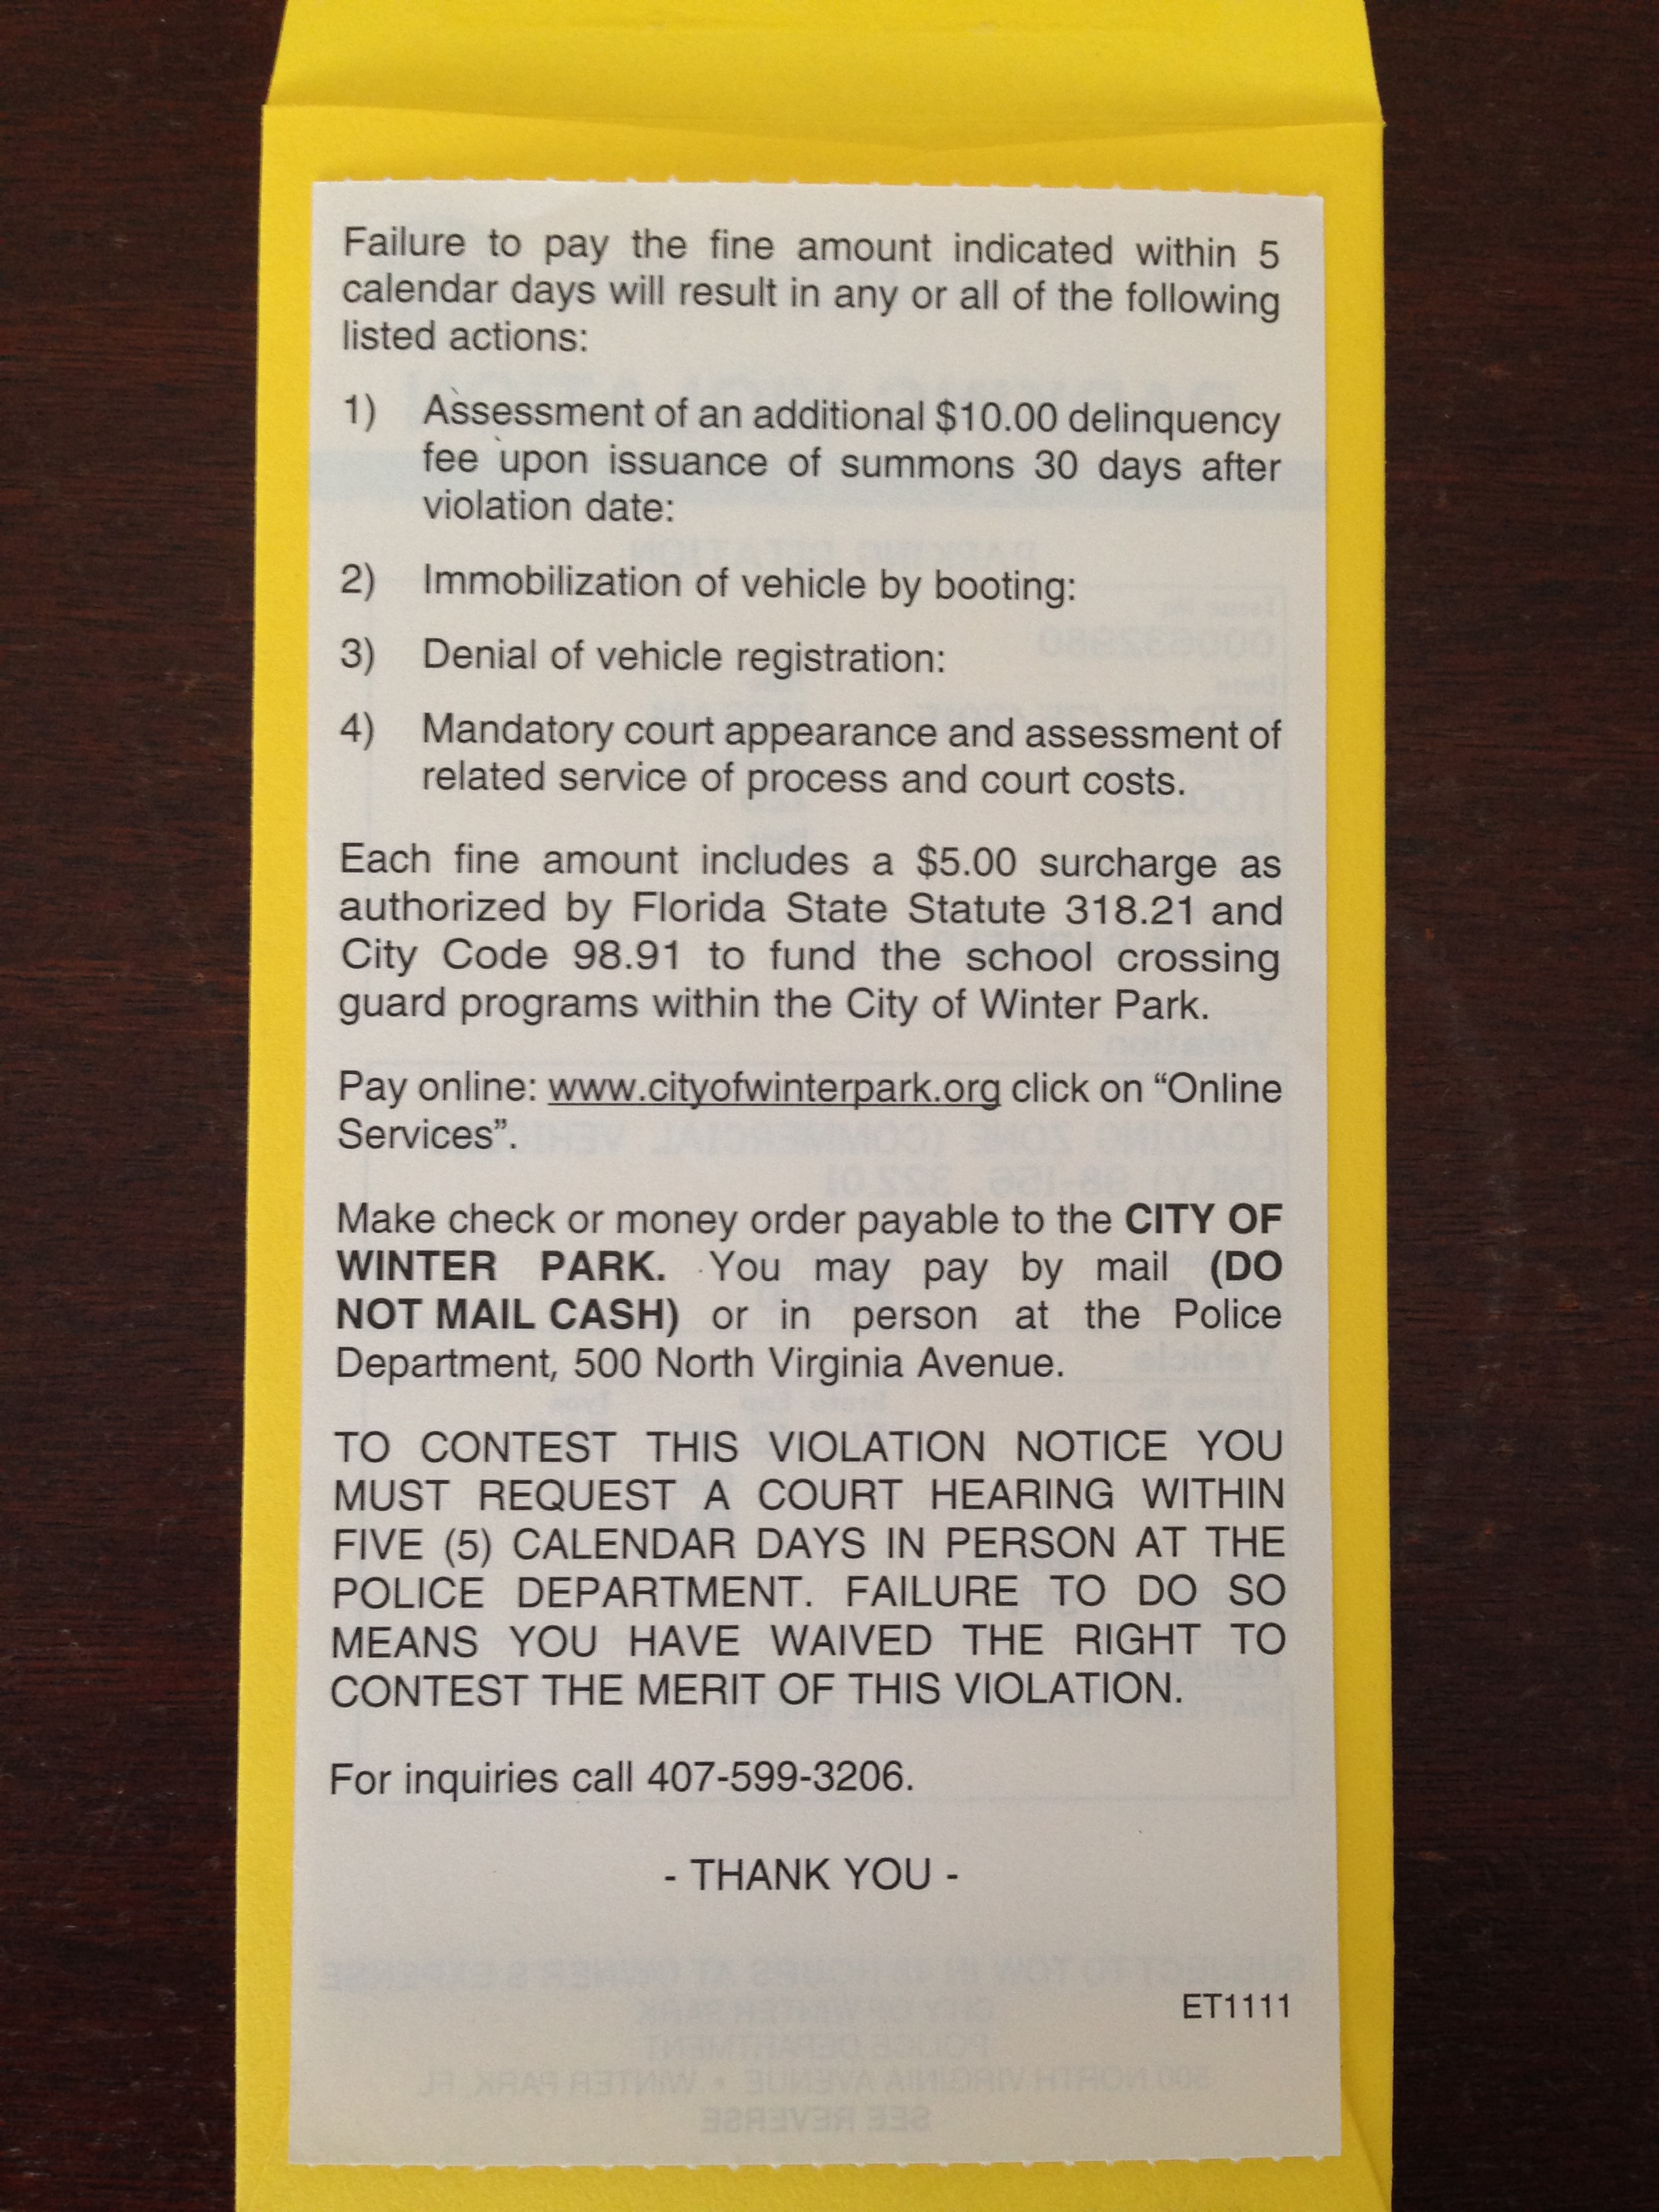 Failure to pay the fine amount indicated within 5
calendar days will result in any or all of the following
listed actions:
1) Assessment of an additional $10.00 delinquency
fee upon issuance of summons 30 days after
violation date:
2) Immobilization of vehicle by booting:
3) Denial of vehicle registration:
4) Mandatory court appearance and assessment of
related service of process and court costs.
Each fine amount includes a $5.00 surcharge as
authorized by Florida State Statute 318.21 and
City Code 98.91 to fund the school crossing
guard programs within the City of Winter Park.
Pay online: www.cityofwinterpark.org click on “Online
Services”.
Make check or money order payable to the CITY OF
WINTER PARK. You may pay by mail (DO
NOT MAIL CASH) or in person at the Police
Department, 500 North Virginia Avenue.
TO CONTEST THIS VIOLATION NOTICE YOU
MUST REQUEST A COURT HEARING WITHIN
FIVE (5) CALENDAR DAYS IN PERSON AT THE
POLICE DEPARTMENT. FAILURE TO DO SO
MEANS YOU HAVE WAIVED THE RIGHT TO
CONTEST THE MERIT OF THIS VIOLATION.
For inquiries call 407-599-3206.
- THANK YOU -
ET1111